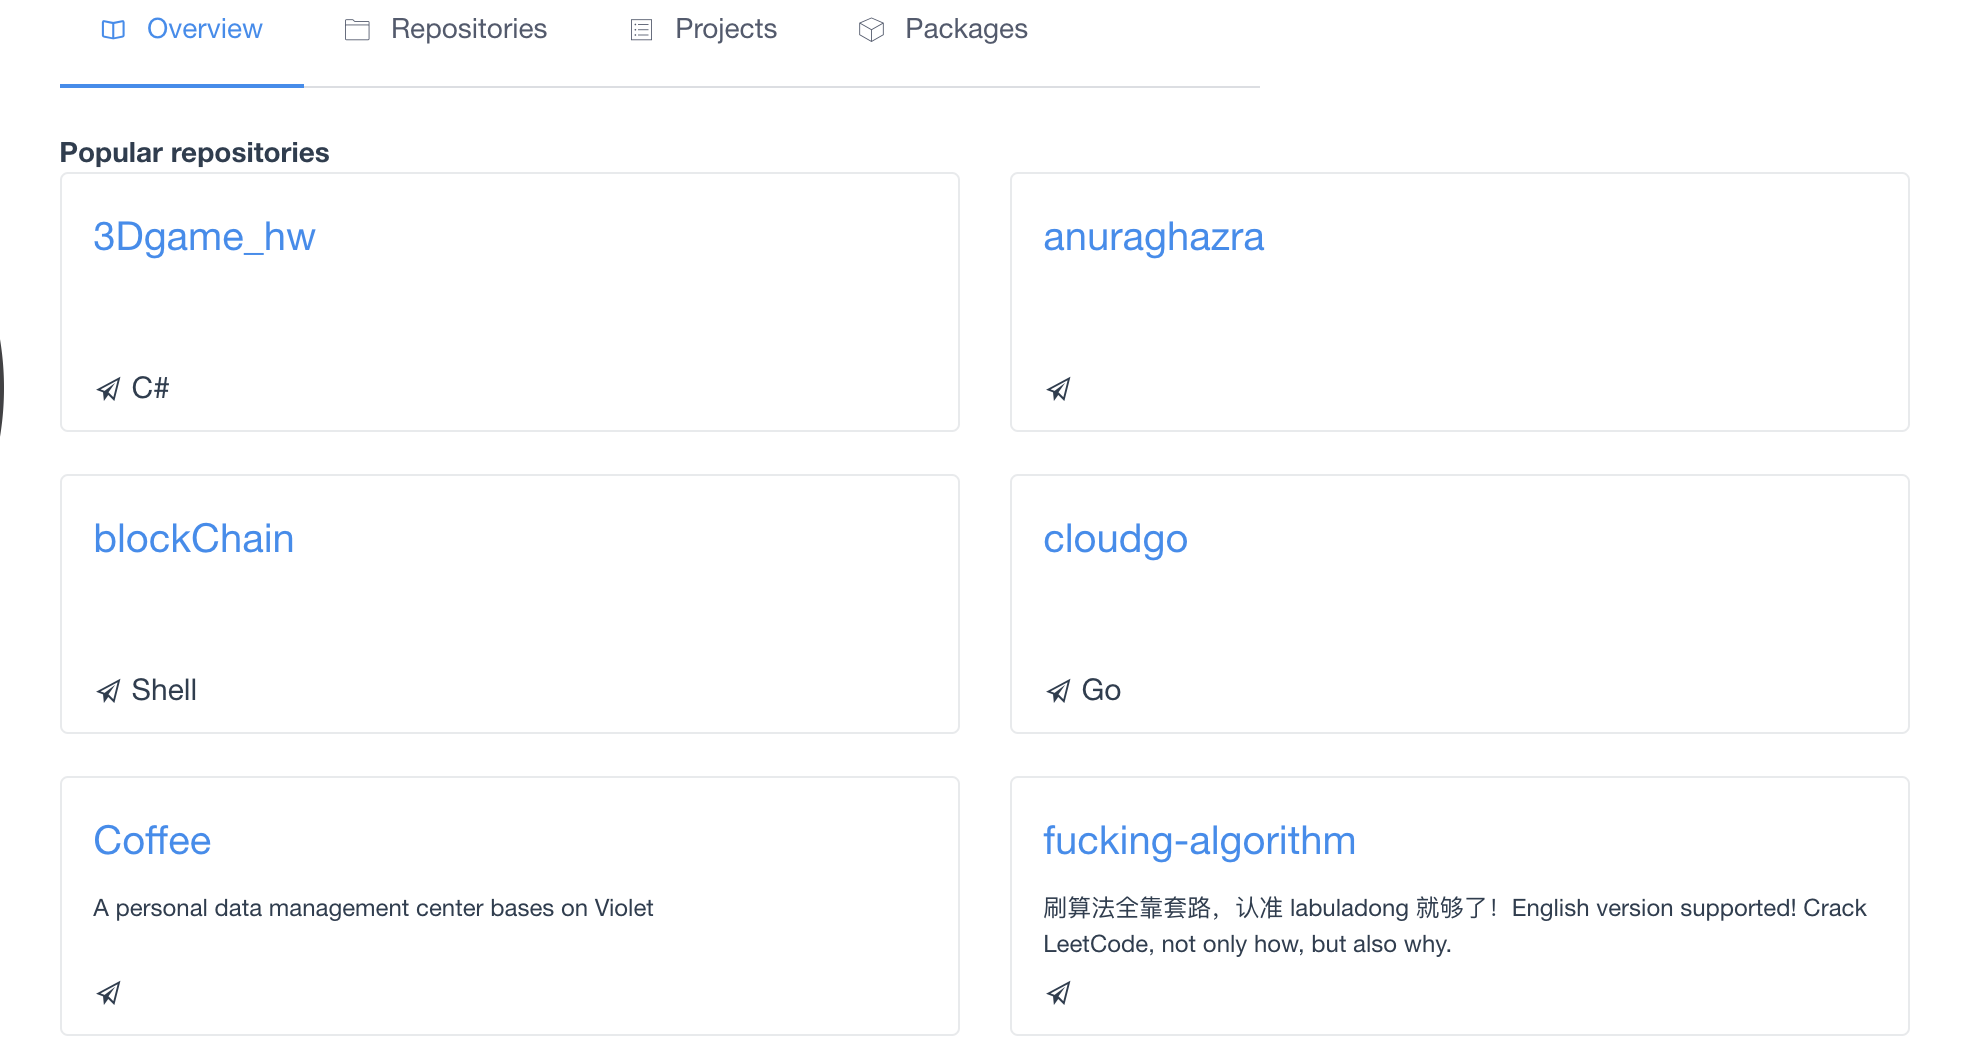 Overview Repositories Projects Packages
Popular repositories
3Dgame_hw
C#
anuraghazra
blockChain
Shell
cloudgo
Go
Coffee
A personal data management center bases on Violet
fucking-algorithm
刷算法全靠套路，认准 labuladong 就够了！English version supported! Crack
LeetCode, not only how, but also why.